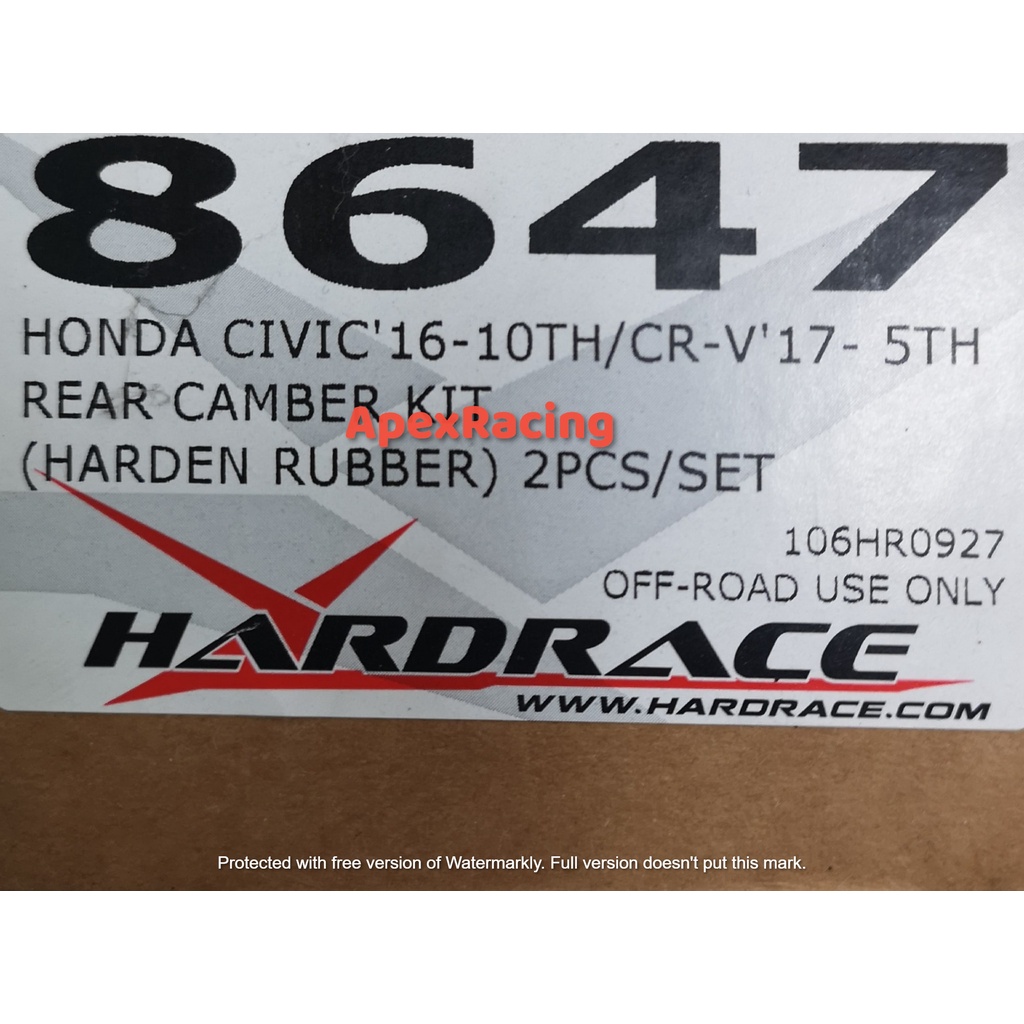 8647
HONDA CIVIC'16-10TH/CR-V'17- 5TH
REAR CAMBER KIT
ApexRacing
(HARDEN RUBBER) 2PCS/SET
106HR0927
OFF-ROAD USE ONLY
HARDRACE
WWW.HARDRACE.COM
Protected with free version of Watermarkly. Full version doesn't put this mark.